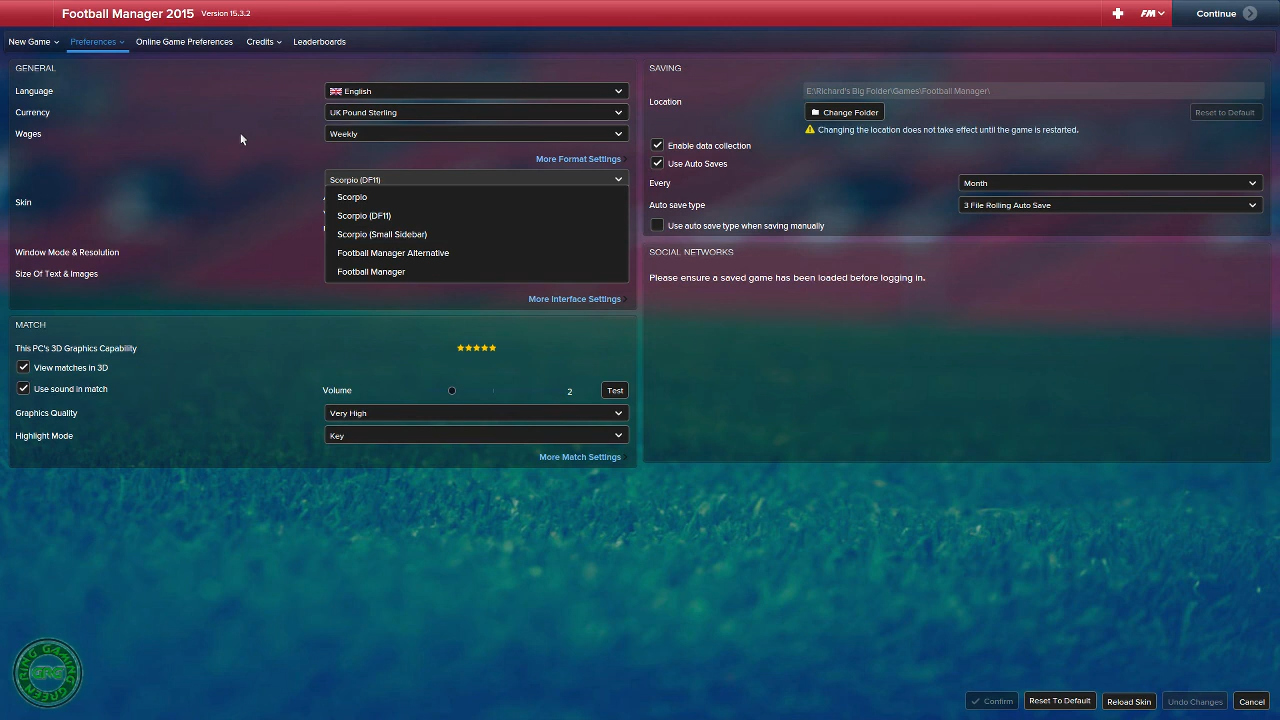 Football Manager 2015 Version 15.3.2
FM
Continue
New Game
Preferences
Online Game Preferences
Credits
Leaderboards
GENERAL
Language
English
Currency
UK Pound Sterling
Wages
Weekly
More Format Settings
Skin
Scorpio (DF11)
Scorpio
Scorpio (DF11)
Scorpio (Small Sidebar)
Football Manager Alternative
Football Manager
Window Mode & Resolution
Size Of Text & Images
More Interface Settings
MATCH
This PC's 3D Graphics Capability
View matches in 3D
Use sound in match
Volume
2
Test
Graphics Quality
Very High
Highlight Mode
Key
More Match Settings
SAVING
Location
E:\Richard's Big Folder\Games\Football Manager\
Change Folder
Reset to Default
Changing the location does not take effect until the game is restarted.
Enable data collection
Use Auto Saves
Every
Month
Auto save type
3 File Rolling Auto Save
Use auto save type when saving manually
SOCIAL NETWORKS
Please ensure a saved game has been loaded before logging in.
GREEN RING GAMING
GRG
Confirm
Reset To Default
Reload Skin
Undo Changes
Cancel